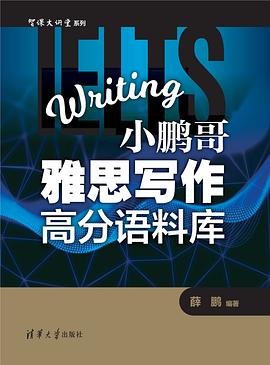 智课大讲堂系列
IELTS
Writing
小鹏哥
雅思写作
高分语料库
薛 鹏 编著
清华大学出版社